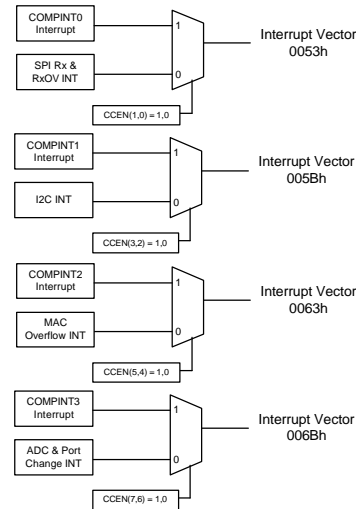 COMPINT0
Interrupt
1
Interrupt Vector
0053h
SPI Rx &
RxOV INT
0
CCEN(1,0) = 1,0
COMPINT1
Interrupt
1
Interrupt Vector
005Bh
I2C INT
0
CCEN(3,2) = 1,0
COMPINT2
Interrupt
1
Interrupt Vector
0063h
MAC
Overflow INT
0
CCEN(5,4) = 1,0
COMPINT3
Interrupt
1
Interrupt Vector
006Bh
ADC & Port
Change INT
0
CCEN(7,6) = 1,0